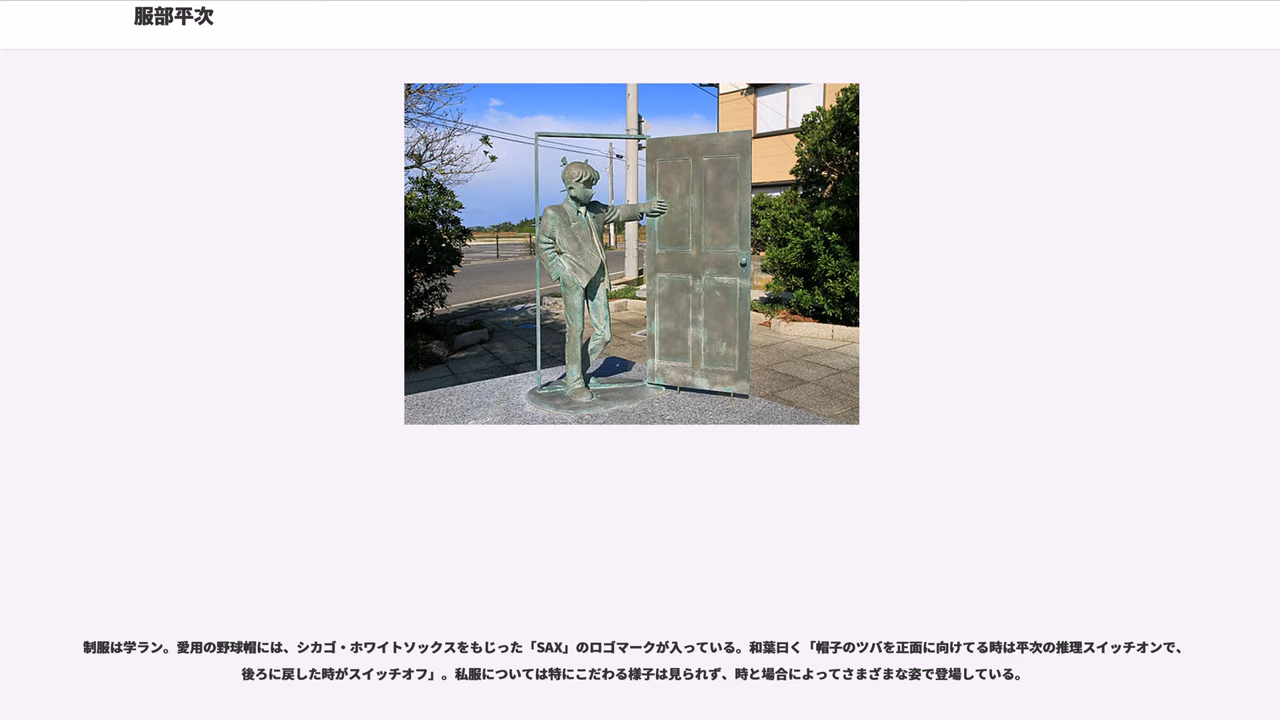 服部平次
制服は学ラン。愛用の野球帽には、シカゴ・ホワイトソックスをもじった「SAX」のロゴマークが入っている。和葉曰く「帽子のツバを正面に向けてる時は平次の推理スイッチオンで、
後ろに戻した時がスイッチオフ」。私服については特にこだわる様子は見られず、時と場合によってさまざまな姿で登場している。